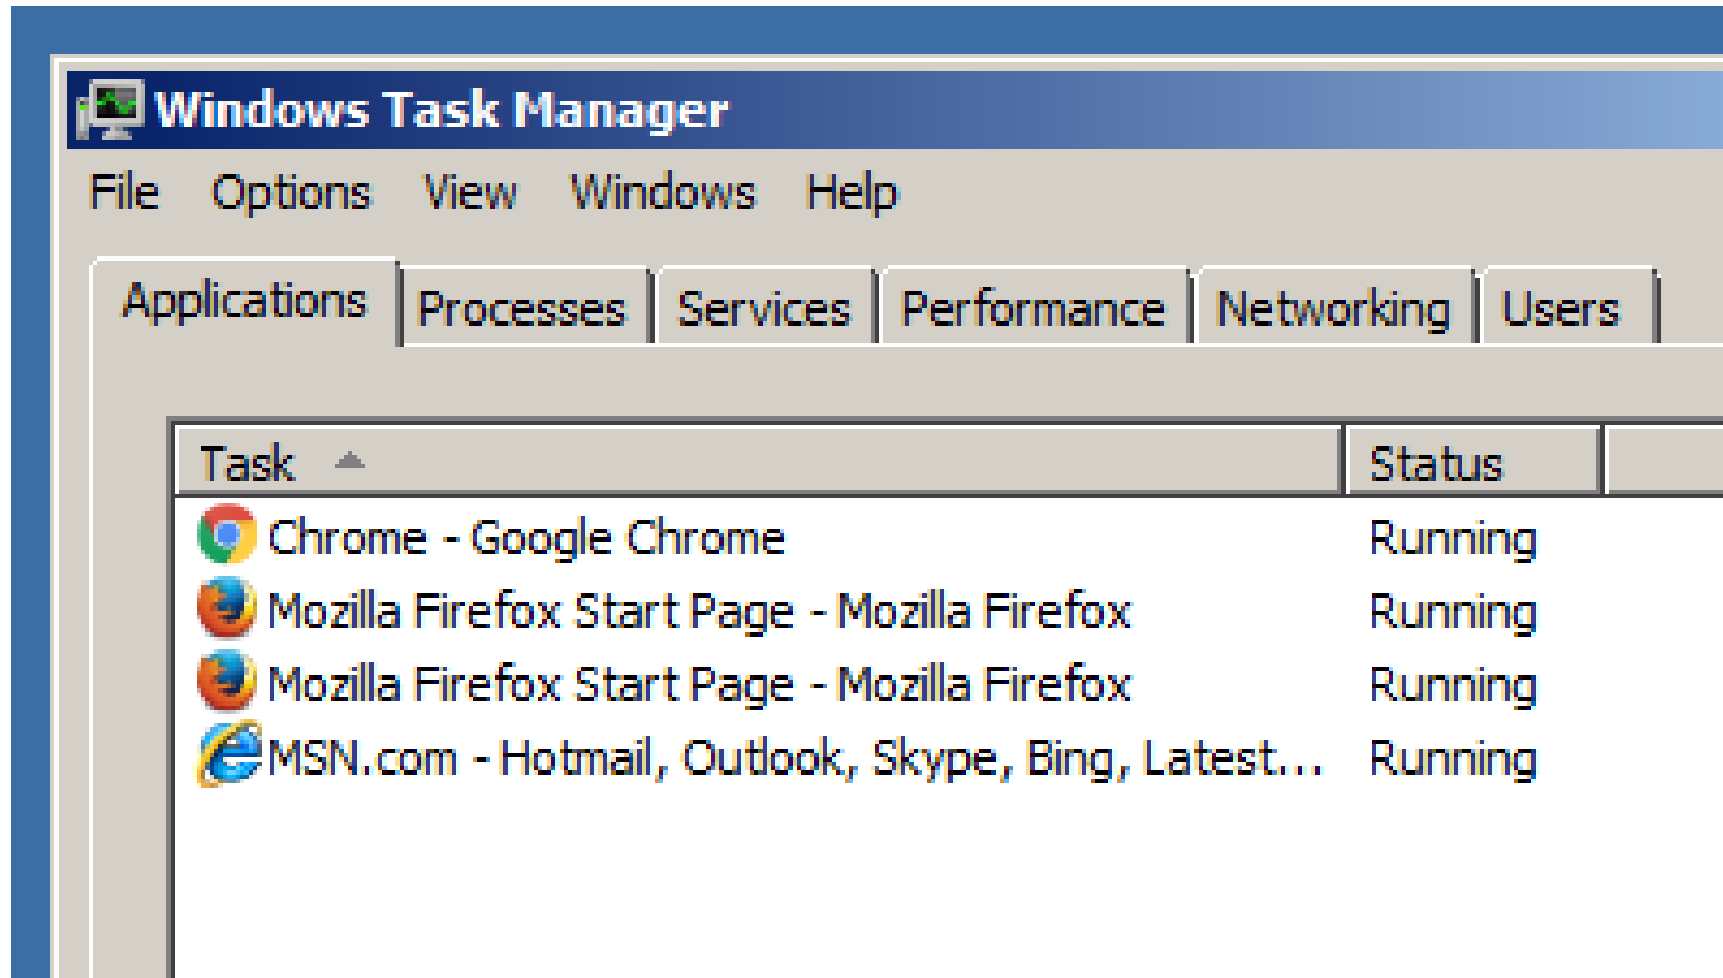 Windows Task Manager
File Options View Windows Help
Applications Processes Services Performance Networking Users
Task Status
Chrome - Google Chrome Running
Mozilla Firefox Start Page - Mozilla Firefox Running
Mozilla Firefox Start Page - Mozilla Firefox Running
MSN.com - Hotmail, Outlook, Skype, Bing, Latest... Running